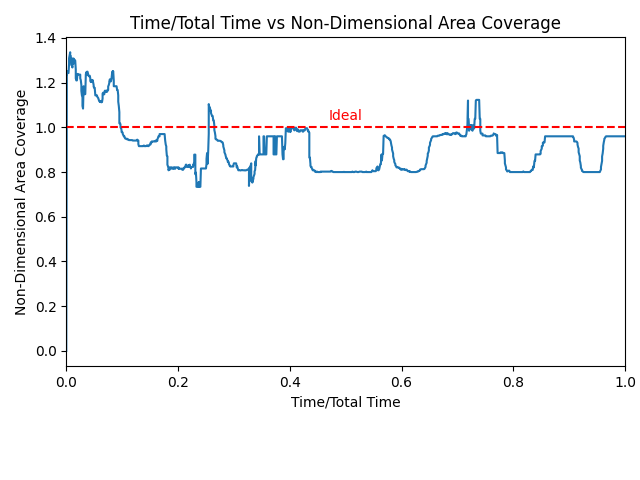 Time/Total Time vs Non-Dimensional Area Coverage
Non-Dimensional Area Coverage
1.4
1.2
1.0
0.8
0.6
0.4
0.2
0.0
Ideal
0.0 0.2 0.4 0.6 0.8 1.0
Time/Total Time